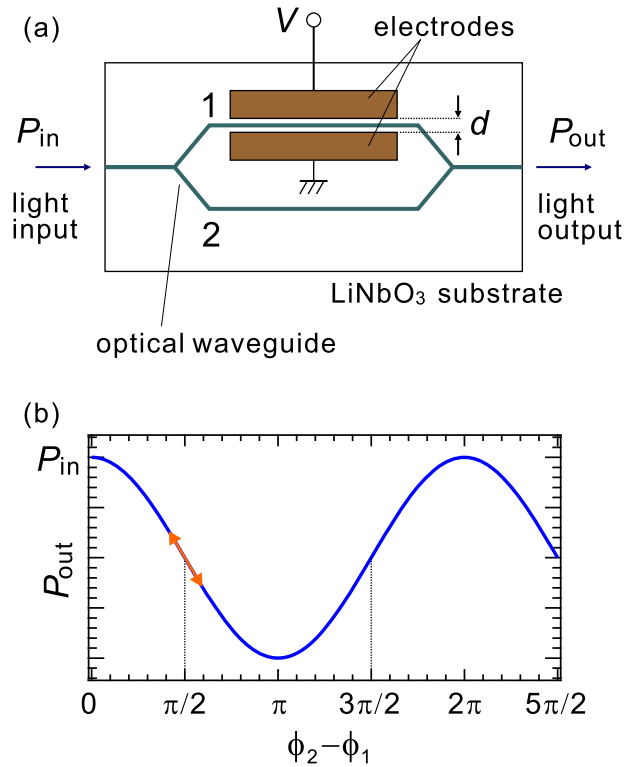 (a)
V
electrodes
1
d
P_in
P_out
light
input
light
output
2
LiNbO₃ substrate
optical waveguide
(b)
P_in
P_out
0
π/2
π
3π/2
2π
5π/2
ϕ₂−ϕ₁